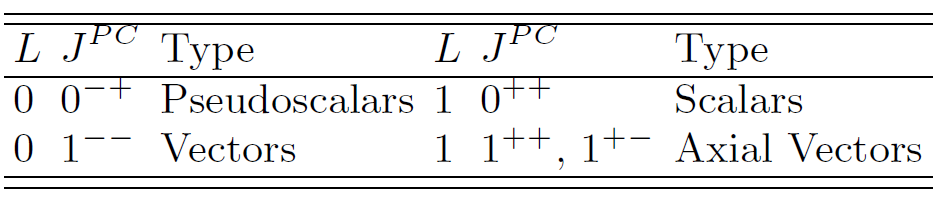 L J^{PC} Type L J^{PC} Type
0 0^{-+} Pseudoscalars 1 0^{++} Scalars
0 1^{--} Vectors 1 1^{++}, 1^{+-} Axial Vectors